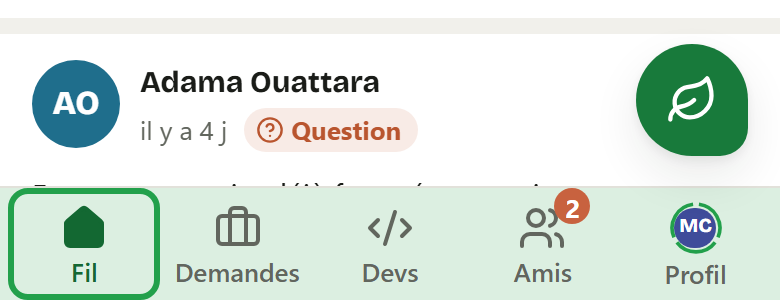 AO
Adama Ouattara
il y a 4 j
Question
2
MC
Fil
Demandes
Devs
Amis
Profil